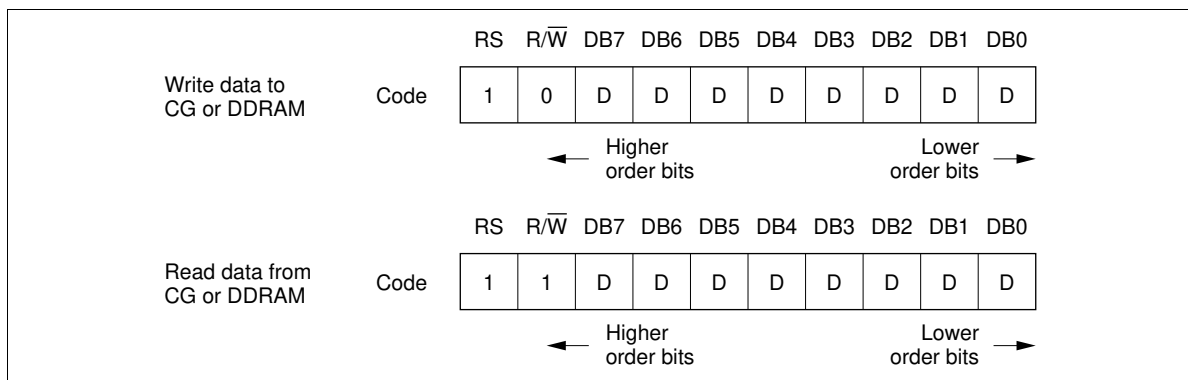 RS R/W̅ DB7 DB6 DB5 DB4 DB3 DB2 DB1 DB0
Write data to
CG or DDRAM
Code 1 0 D D D D D D D D
Higher
order bits
Lower
order bits
RS R/W̅ DB7 DB6 DB5 DB4 DB3 DB2 DB1 DB0
Read data from
CG or DDRAM
Code 1 1 D D D D D D D D
Higher
order bits
Lower
order bits